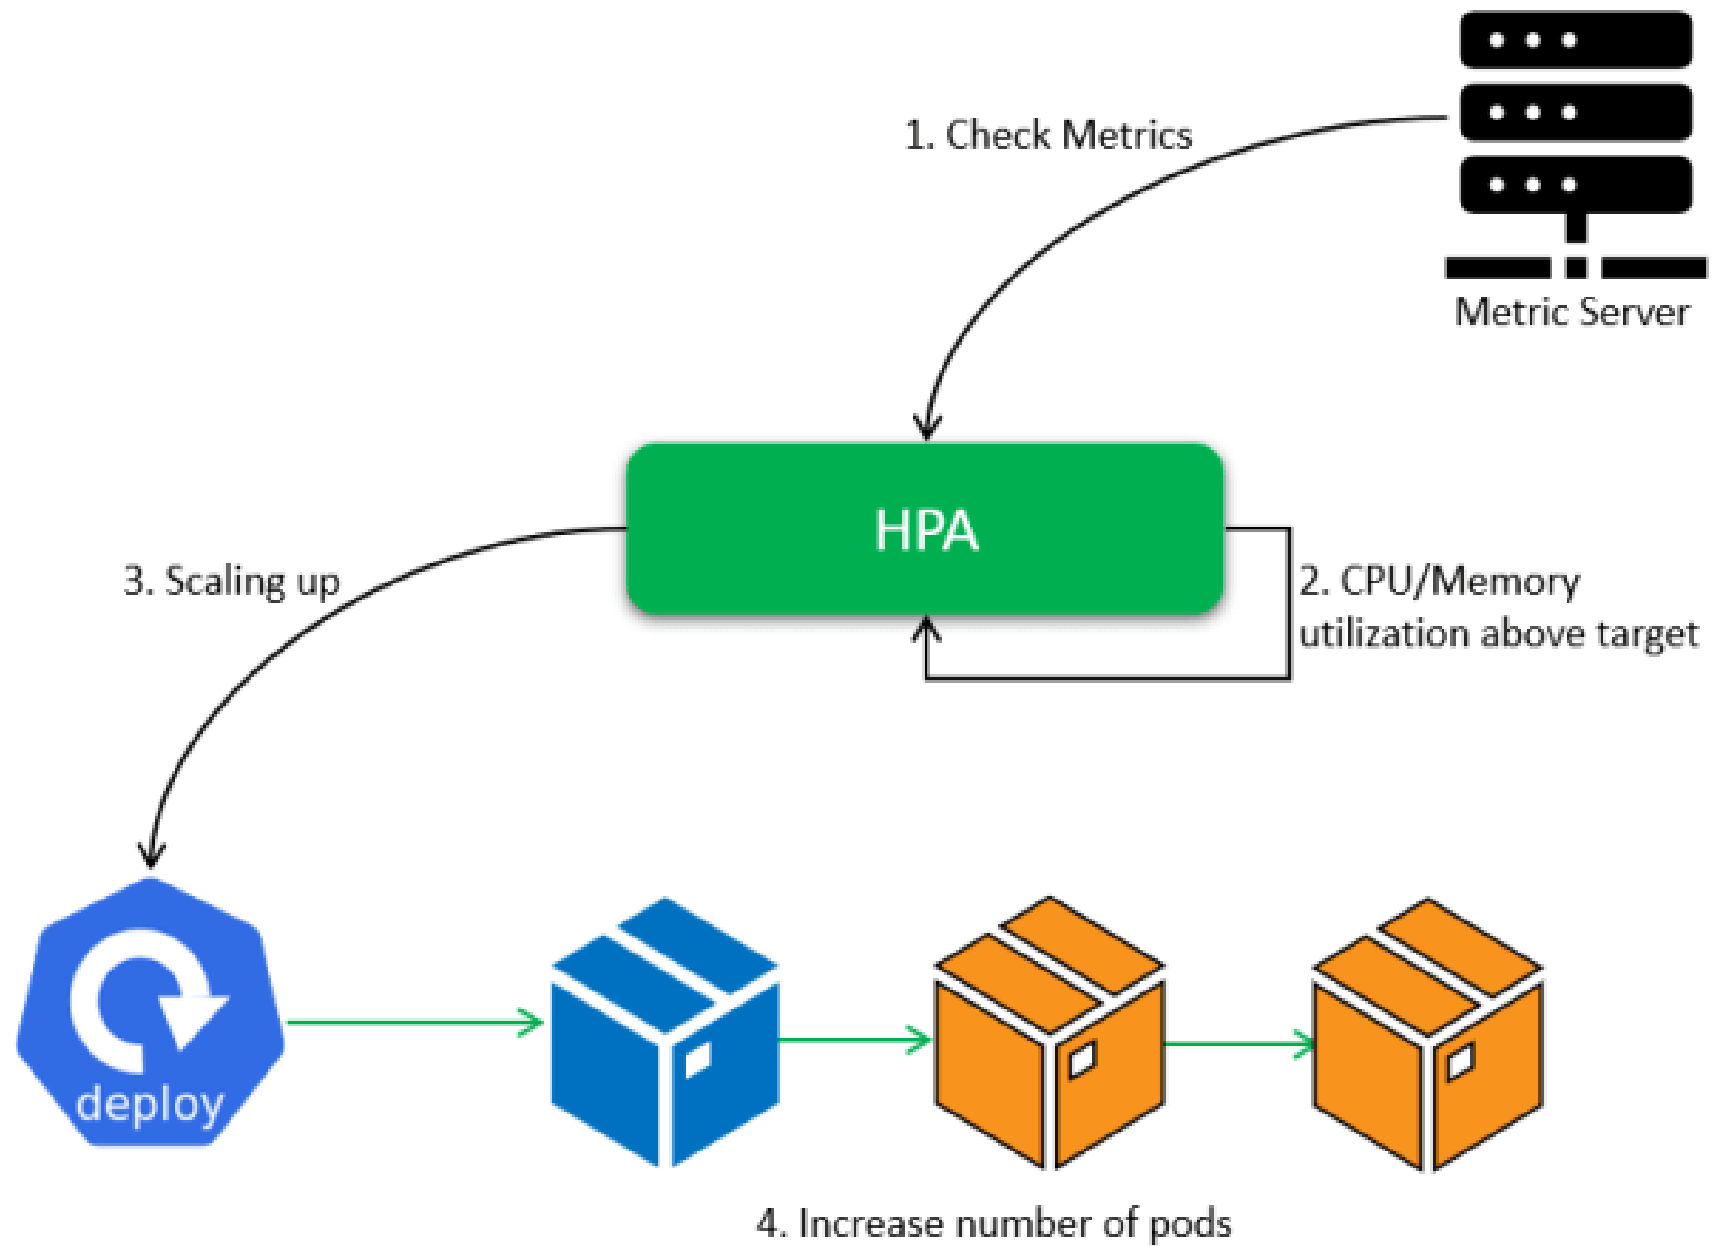 1. Check Metrics
Metric Server
HPA
2. CPU/Memory
utilization above target
3. Scaling up
deploy
4. Increase number of pods